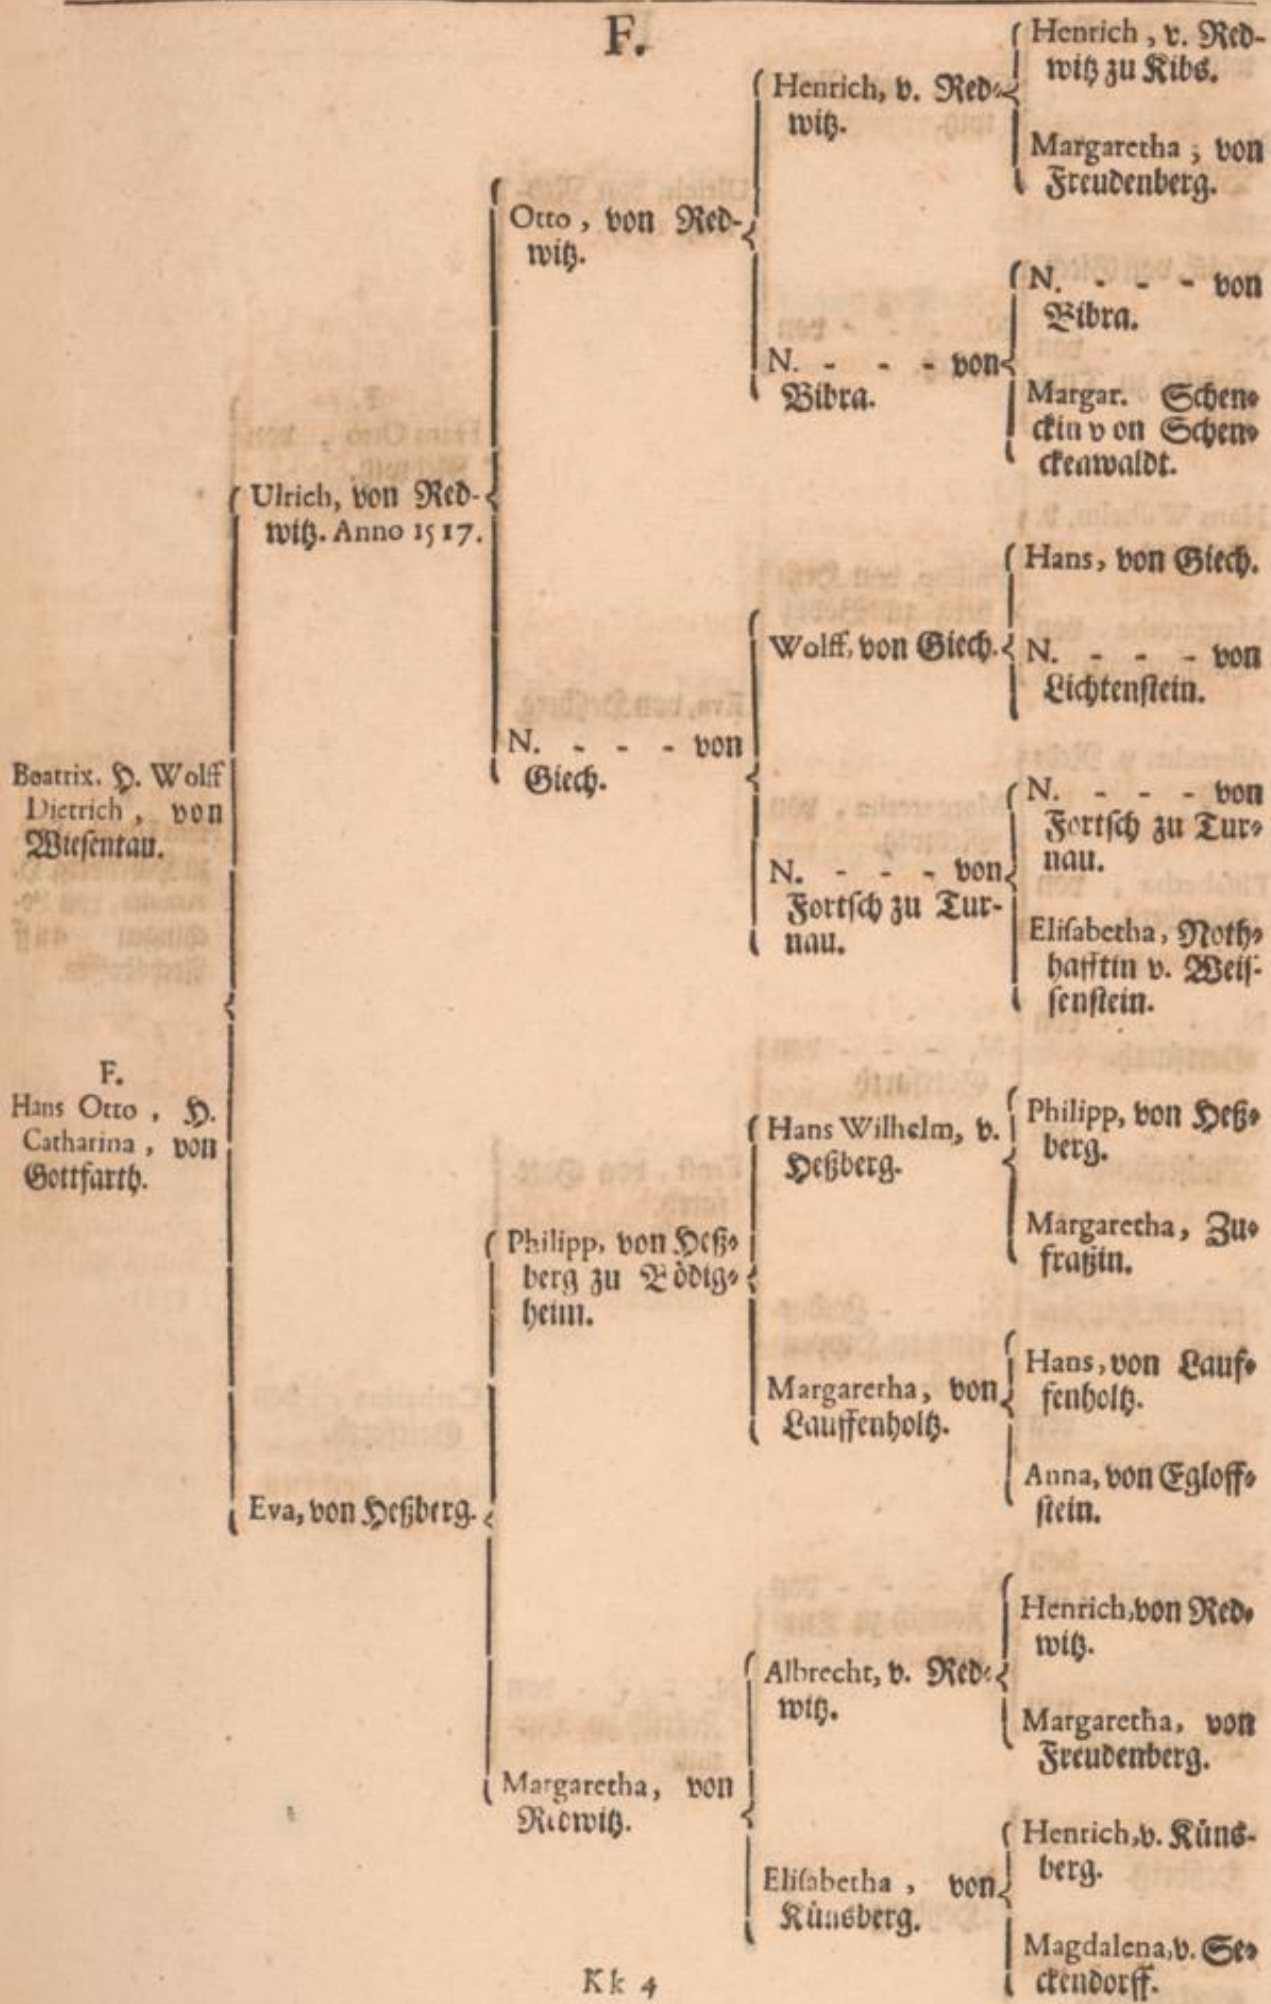 F.
Beatrix. H. Wolff
Dietrich, von
Wiesentau.
F.
Hans Otto, H.
Catharina, von
Gottfarth.
Ulrich, von Red-
witz. Anno 1517.
Eva, von Heßberg.
Otto, von Red-
witz.
N. - - - von
Giech.
Philipp, von Heß-
berg zu Bödig-
heim.
Margaretha, von
Redwitz.
Henrich, v. Red-
witz.
N. - - - von
Bibra.
Wolff, von Giech.
N. - - - von
Fortsch zu Tur-
nau.
Hans Wilhelm, v.
Heßberg.
Margaretha, von
Lauffenholtz.
Albrecht, v. Red-
witz.
Elisabetha, von
Künsberg.
Henrich, v. Red-
witz zu Kibs.
Margaretha, von
Freudenberg.
N. - - - von
Bibra.
Margar. Schen-
ckin von Schen-
ckenwaldt.
Hans, von Giech.
N. - - - von
Lichtenstein.
N. - - - von
Fortsch zu Tur-
nau.
Elisabetha, Noth-
hafftin v. Weis-
senstein.
Philipp, von Heß-
berg.
Margaretha, Zu-
fratzin.
Hans, von Lauf-
fenholtz.
Anna, von Egloff-
stein.
Henrich, von Red-
witz.
Margaretha, von
Freudenberg.
Henrich, v. Küns-
berg.
Magdalena, v. Se-
ckendorff.
Kk 4